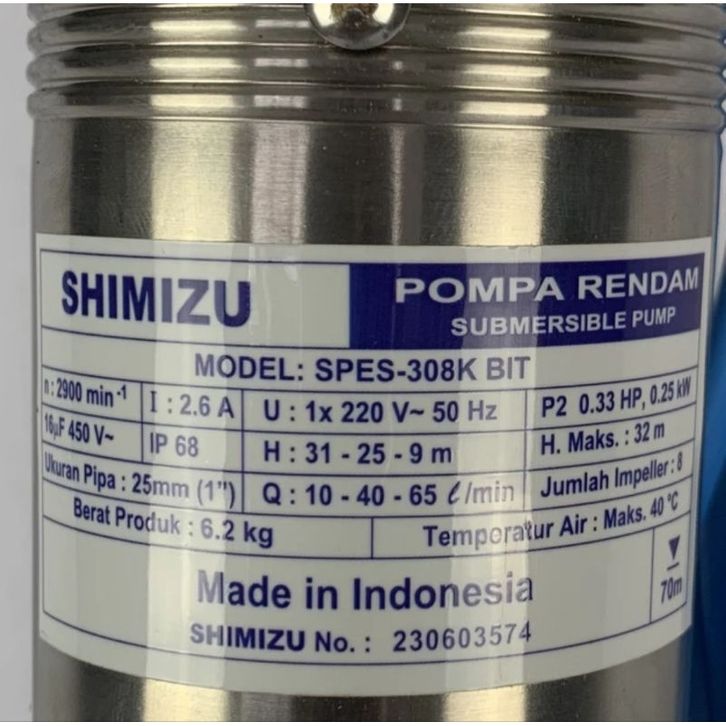 SHIMIZU
POMPA RENDAM
SUBMERSIBLE PUMP
MODEL: SPES-308K BIT
n: 2900 min⁻¹ I : 2.6 A U : 1x 220 V~ 50 Hz P2 0.33 HP, 0.25 kW
16µF 450 V~ IP 68 H : 31 - 25 - 9 m H. Maks. : 32 m
Ukuran Pipa : 25mm (1") Q : 10 - 40 - 65 ℓ/min Jumlah Impeller : 8
Berat Produk : 6.2 kg Temperatur Air : Maks. 40 °C
Made in Indonesia
70m
SHIMIZU No. : 230603574